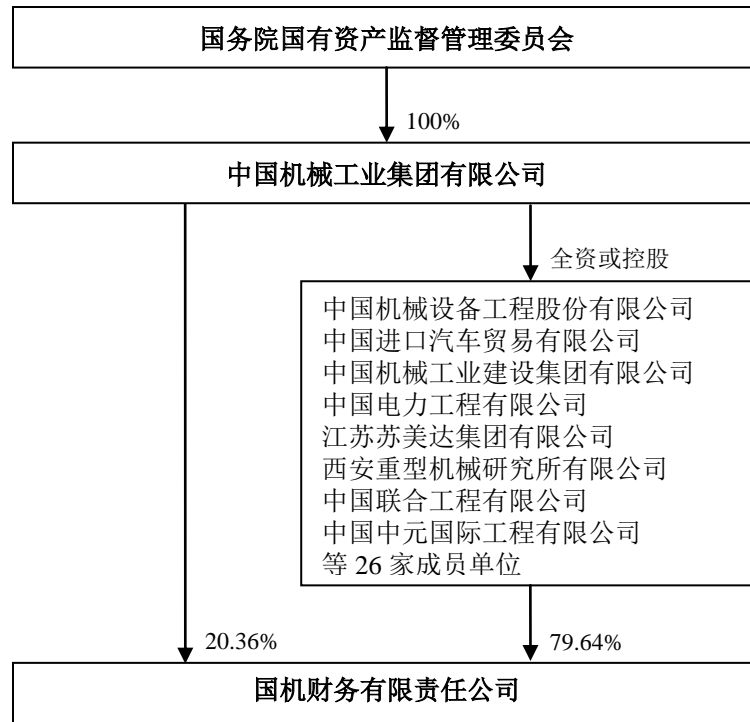 国务院国有资产监督管理委员会
100%
中国机械工业集团有限公司
全资或控股
中国机械设备工程股份有限公司
中国进口汽车贸易有限公司
中国机械工业建设集团有限公司
中国电力工程有限公司
江苏苏美达集团有限公司
西安重型机械研究所有限公司
中国联合工程有限公司
中国中元国际工程有限公司
等 26 家成员单位
20.36%
79.64%
国机财务有限责任公司